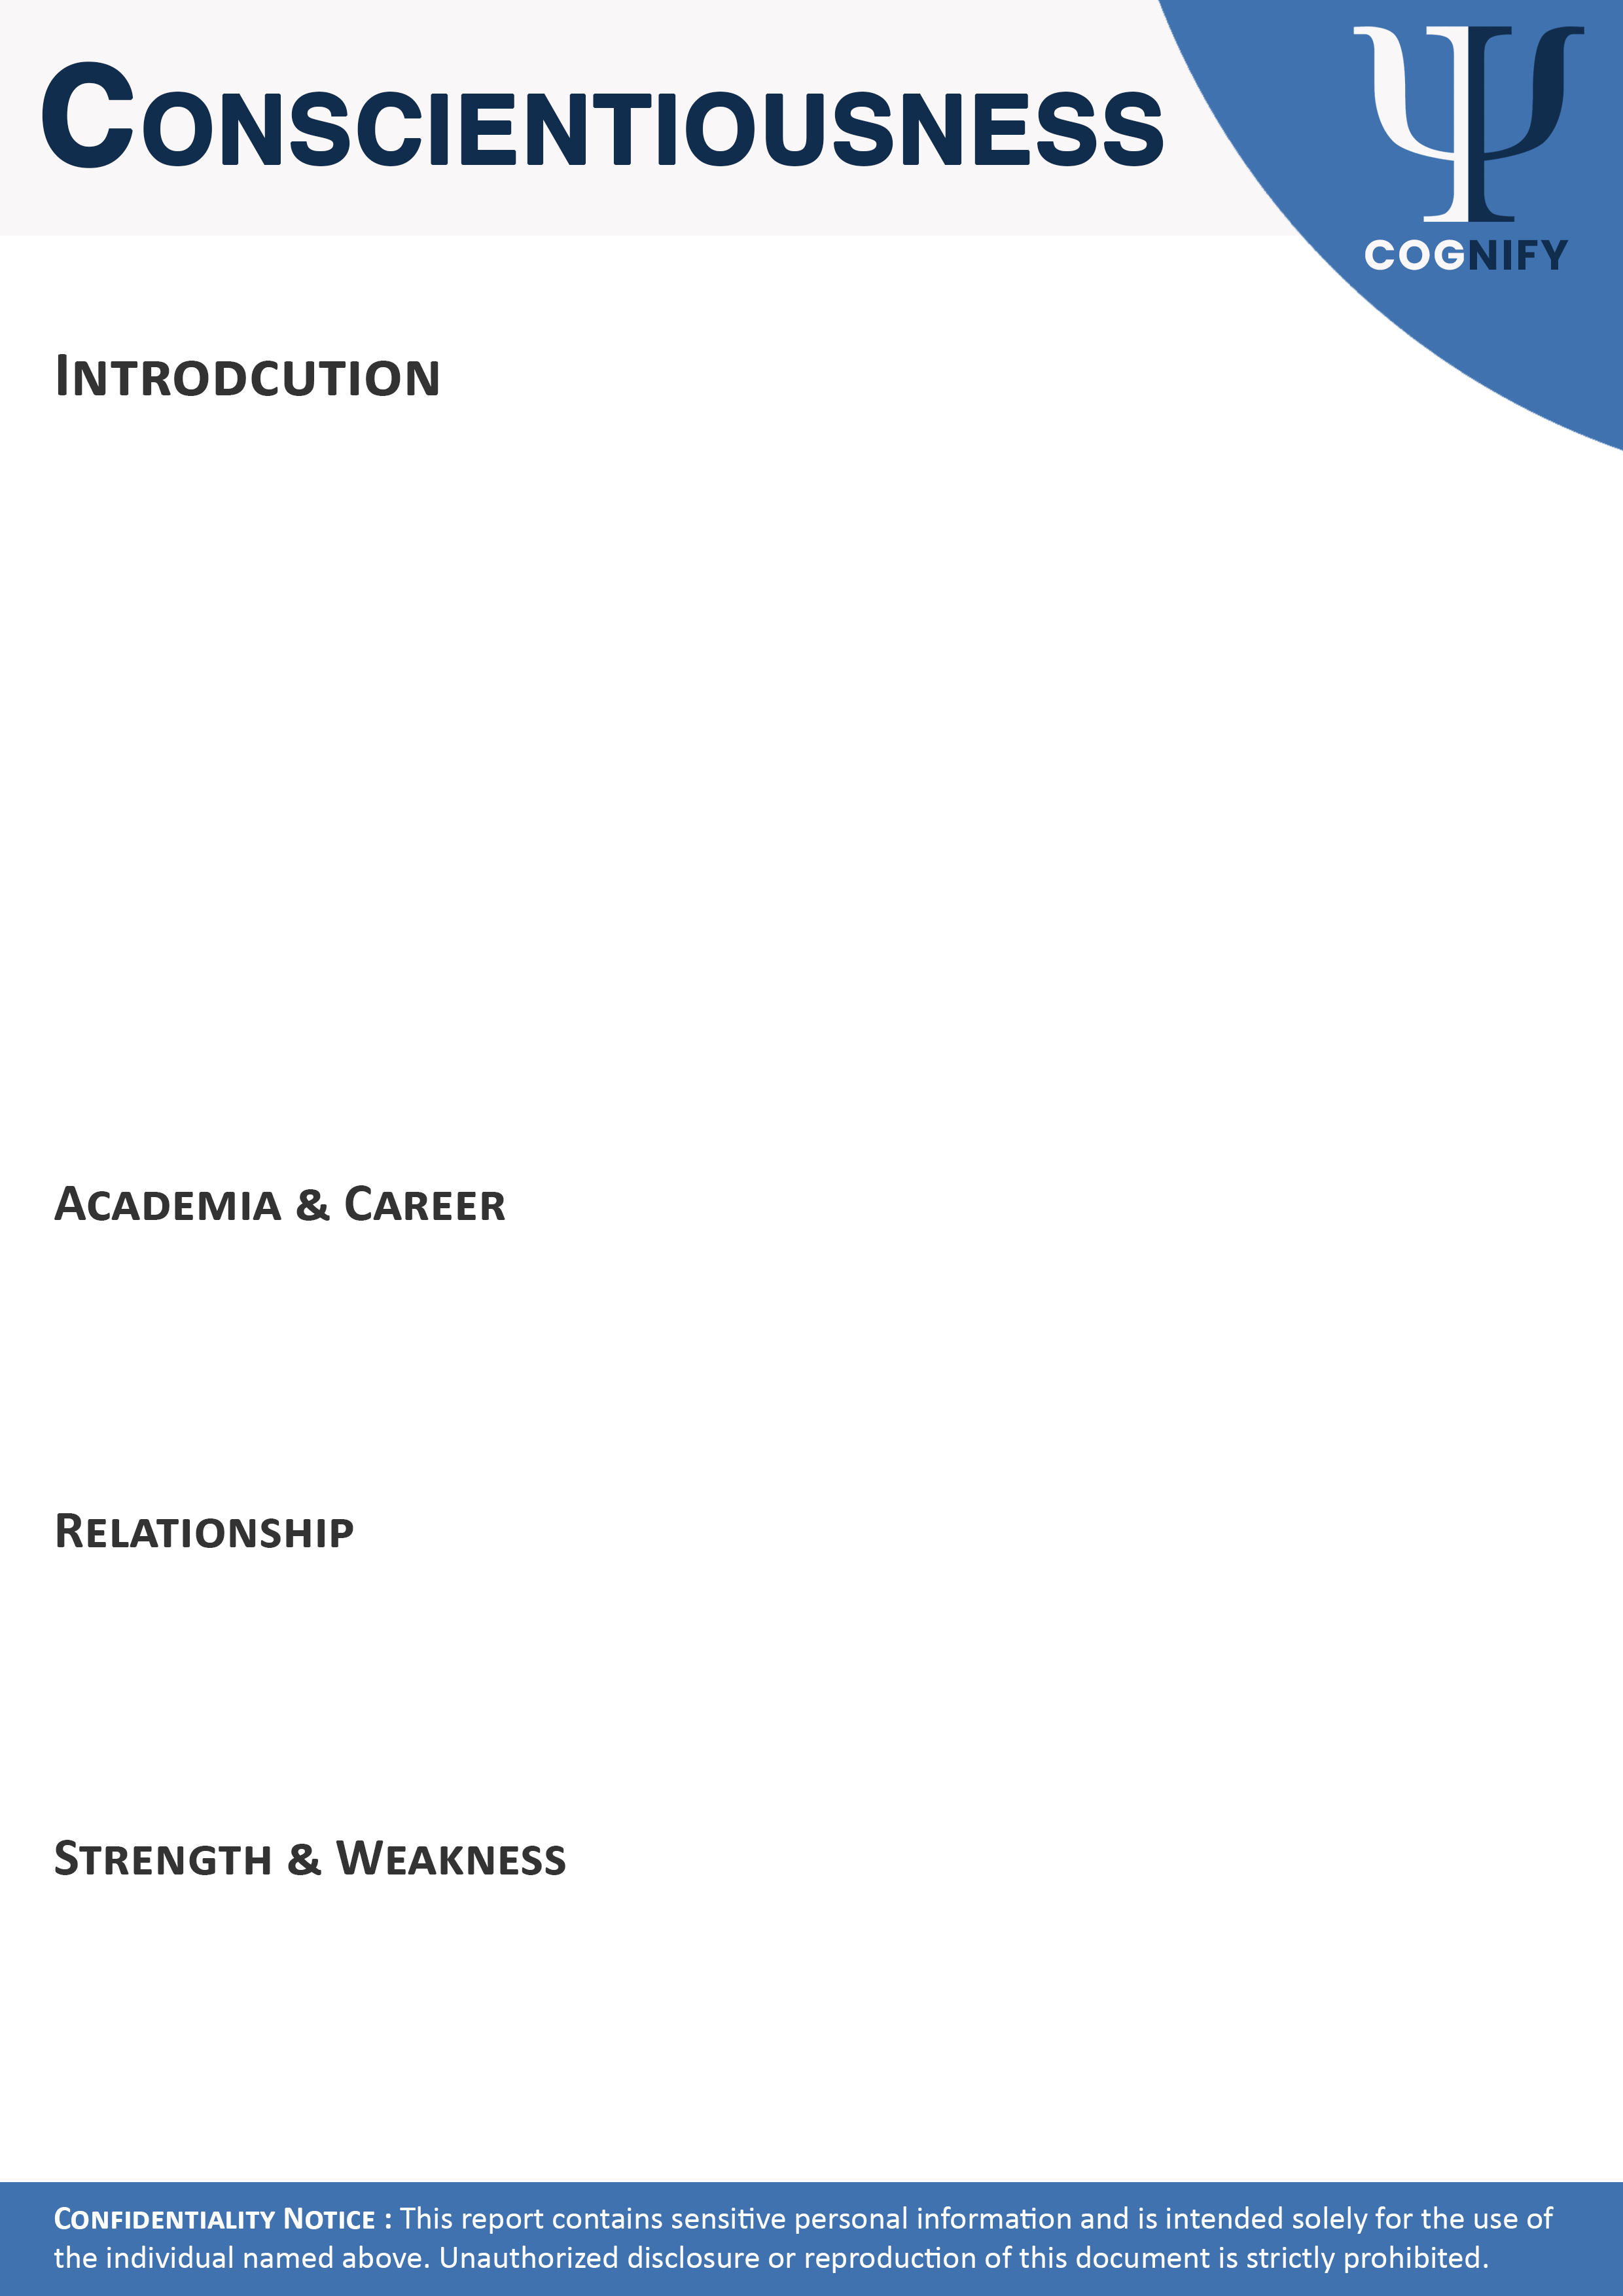 CONSCIENTIOUSNESS
COGNIFY
INTRODCUTION
ACADEMIA & CAREER
RELATIONSHIP
STRENGTH & WEAKNESS
CONFIDENTIALITY NOTICE : This report contains sensitive personal information and is intended solely for the use of
the individual named above. Unauthorized disclosure or reproduction of this document is strictly prohibited.